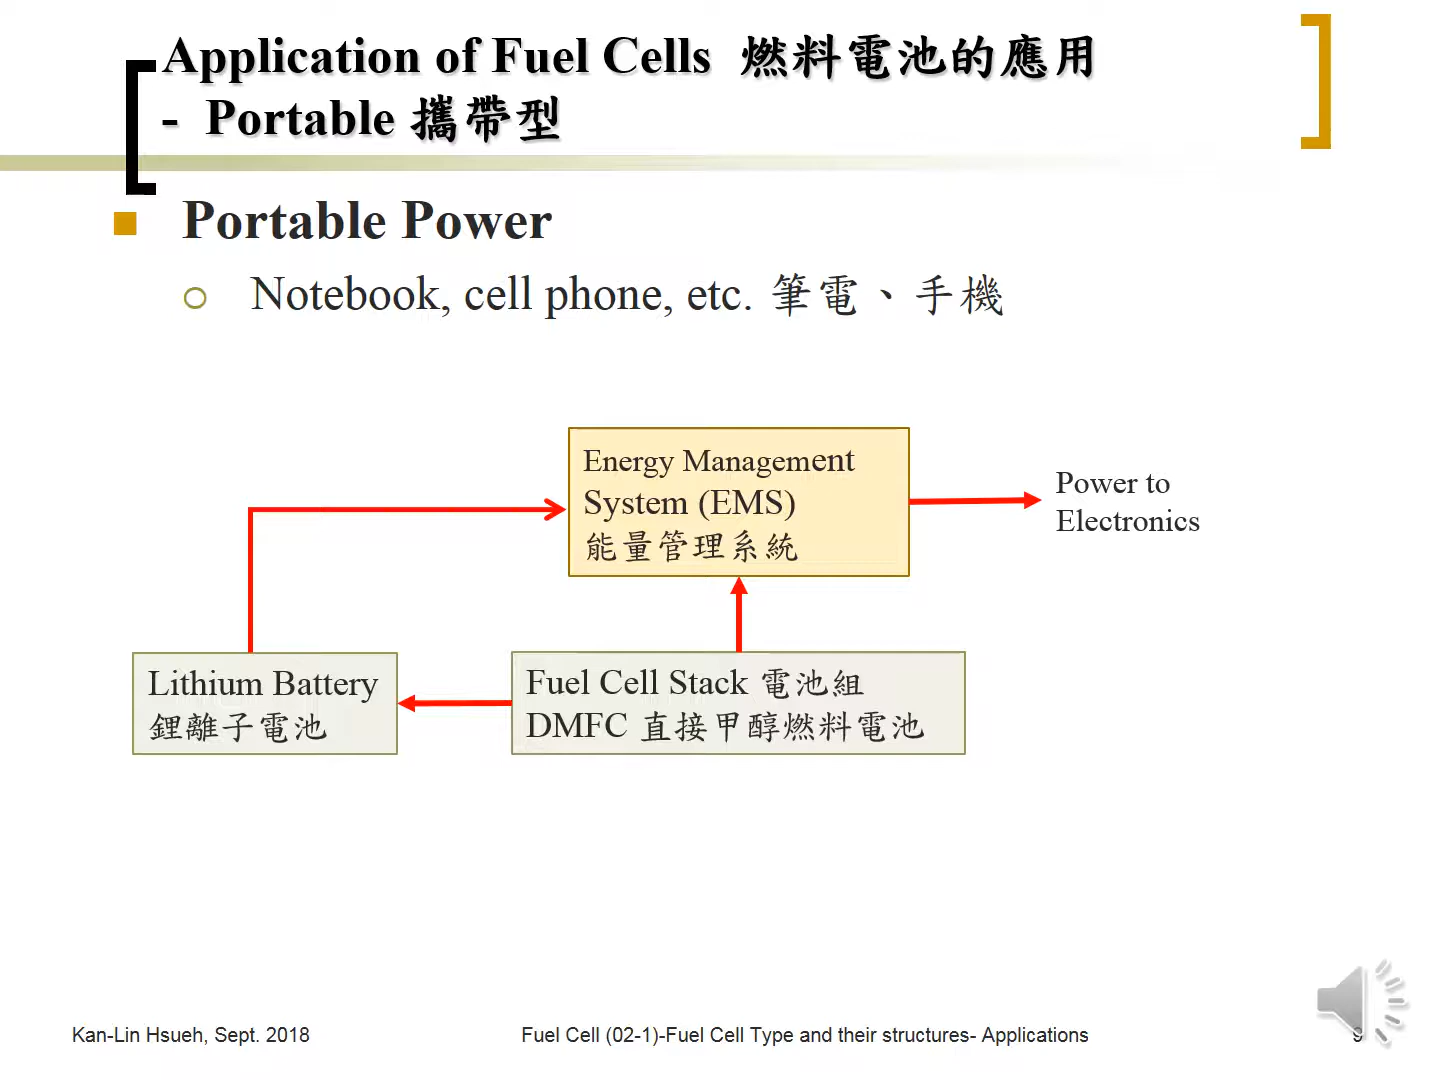 Application of Fuel Cells 燃料電池的應用
- Portable 攜帶型
Portable Power
Notebook, cell phone, etc. 筆電、手機
Energy Management
System (EMS)
能量管理系統
Power to
Electronics
Lithium Battery
鋰離子電池
Fuel Cell Stack 電池組
DMFC 直接甲醇燃料電池
Kan-Lin Hsueh, Sept. 2018
Fuel Cell (02-1)-Fuel Cell Type and their structures- Applications
9